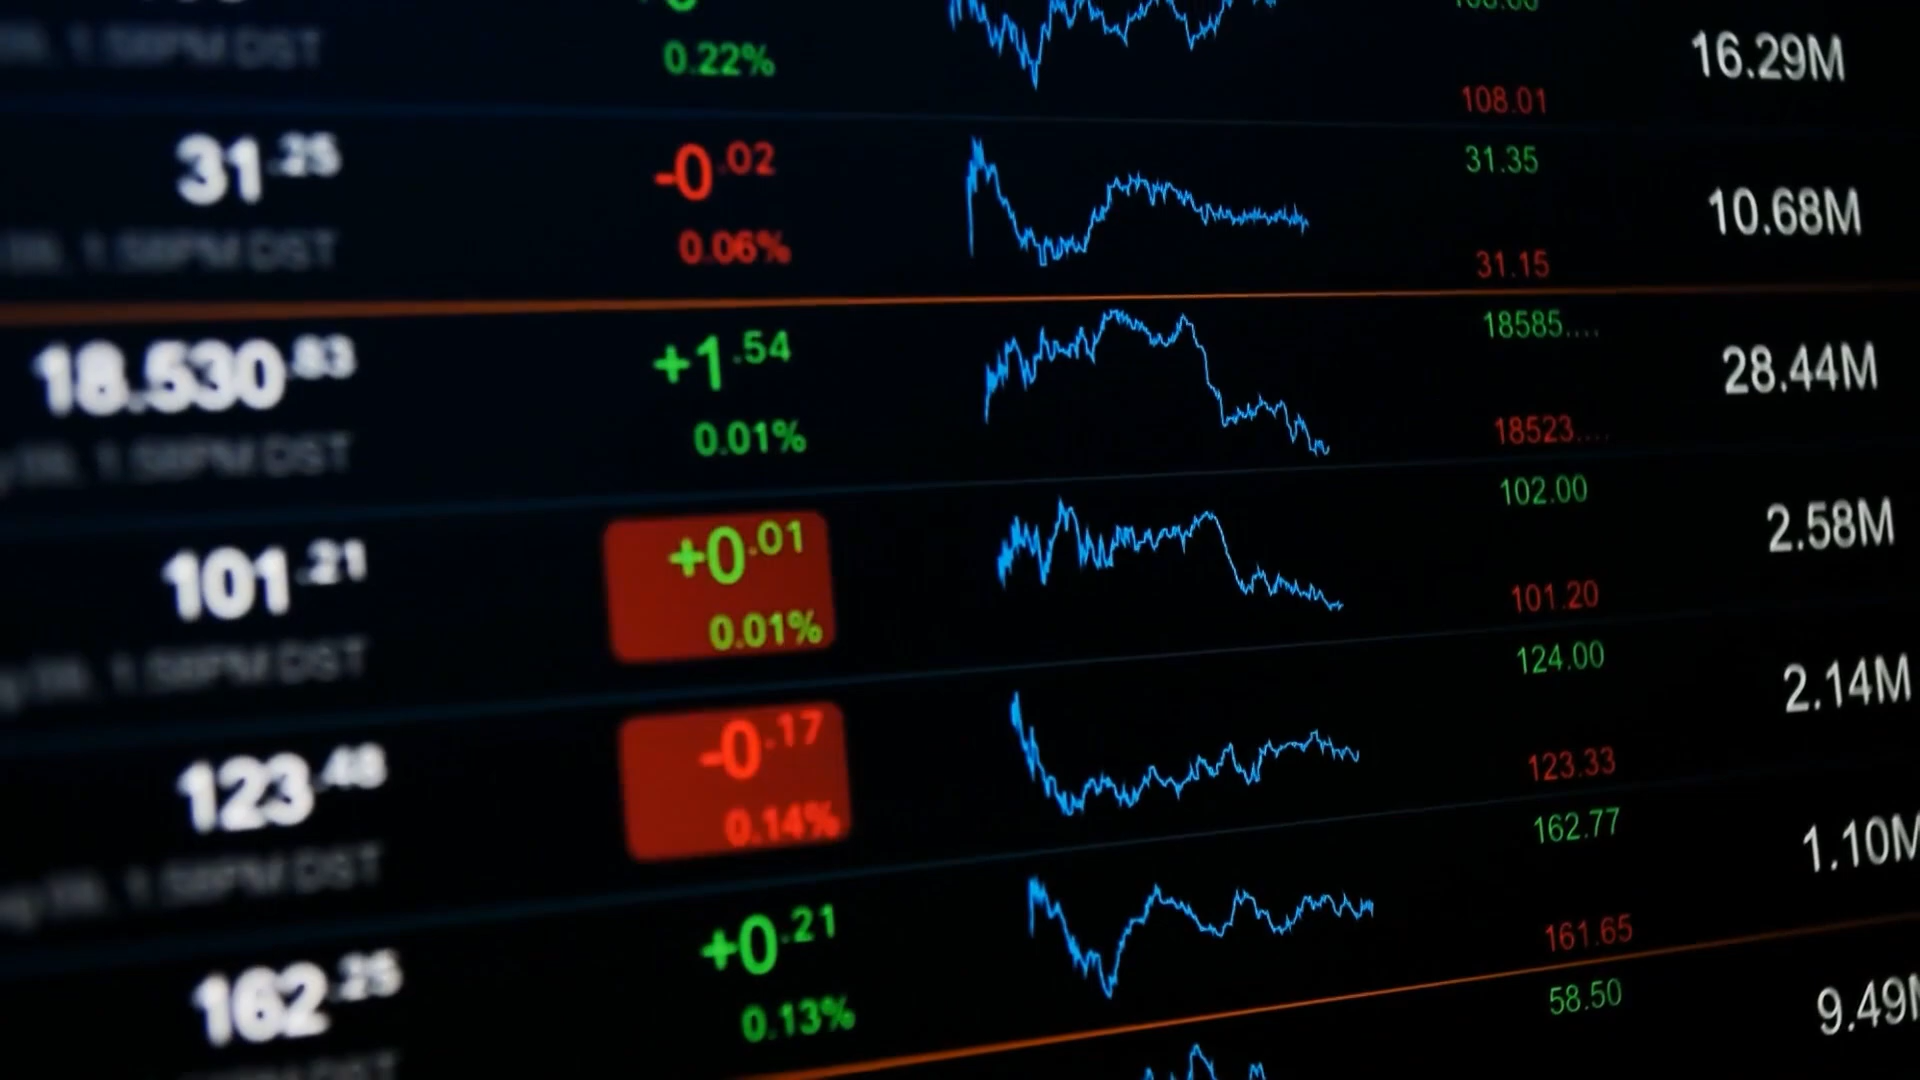 0.22%
108.01
16.29M
31.25
-0.02
0.06%
31.35
31.15
10.68M
18.530.83
1.58PM DST
+1.54
0.01%
18585....
18523....
28.44M
101.21
1.58PM DST
+0.01
0.01%
102.00
101.20
2.58M
123.48
1.58PM DST
-0.17
0.14%
124.00
123.33
2.14M
162.25
+0.21
0.13%
162.77
161.65
1.10M
58.50
9.49M